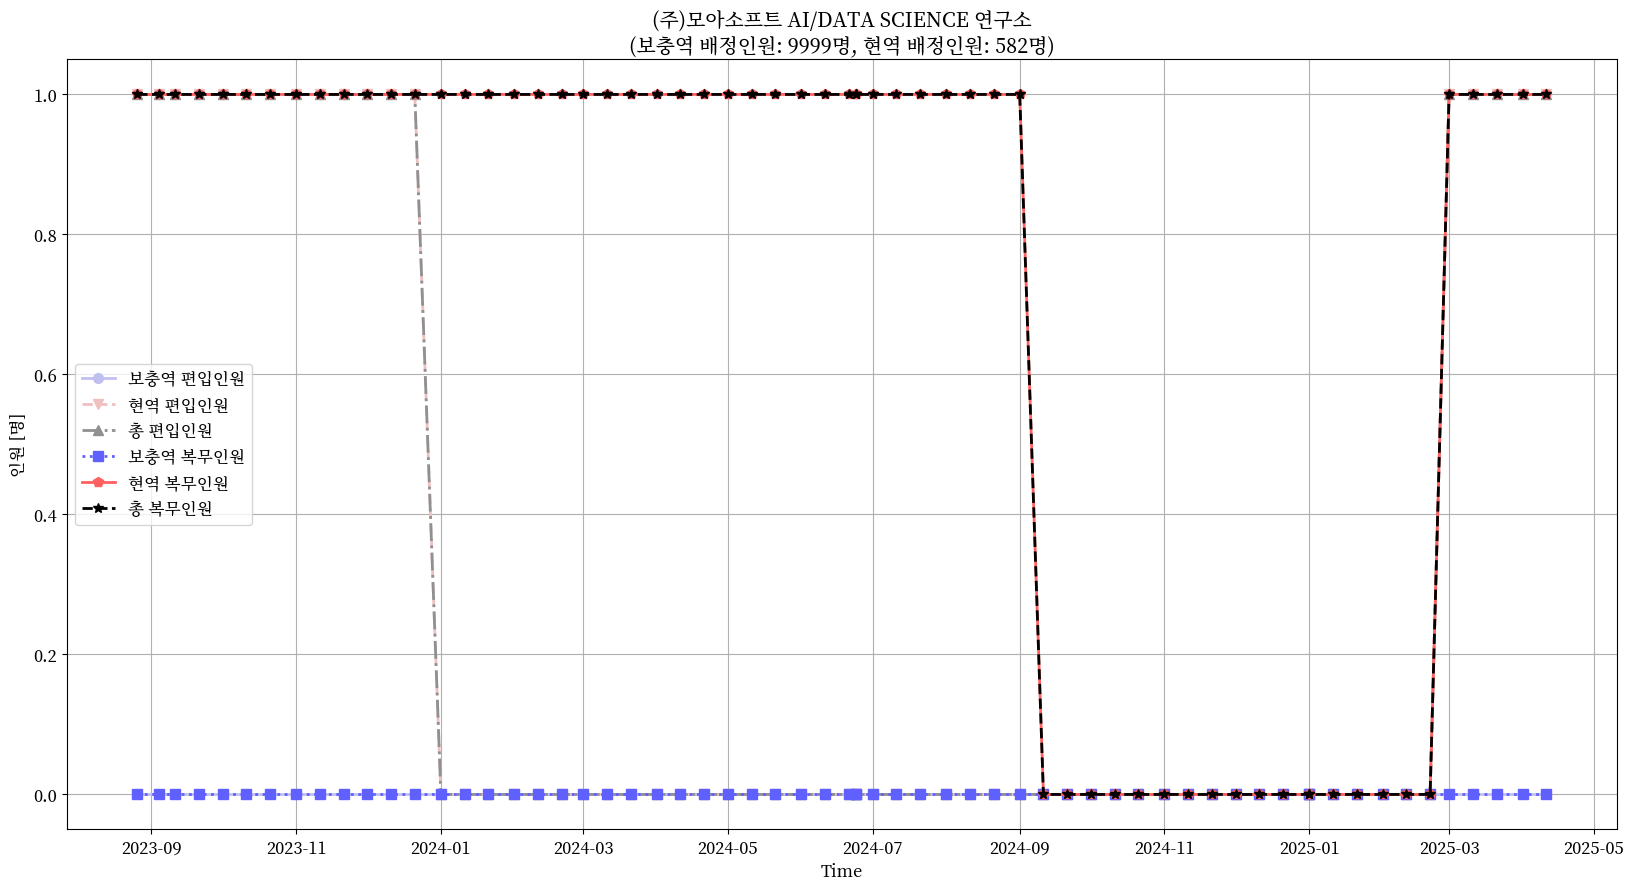 (주)모아소프트 AI/DATA SCIENCE 연구소
(보충역 배정인원: 9999명, 현역 배정인원: 582명)
1.0
0.8
0.6
0.4
0.2
0.0
인원 [명]
보충역 편입인원
현역 편입인원
총 편입인원
보충역 복무인원
현역 복무인원
총 복무인원
2023-09 2023-11 2024-01 2024-03 2024-05 2024-07 2024-09 2024-11 2025-01 2025-03 2025-05
Time